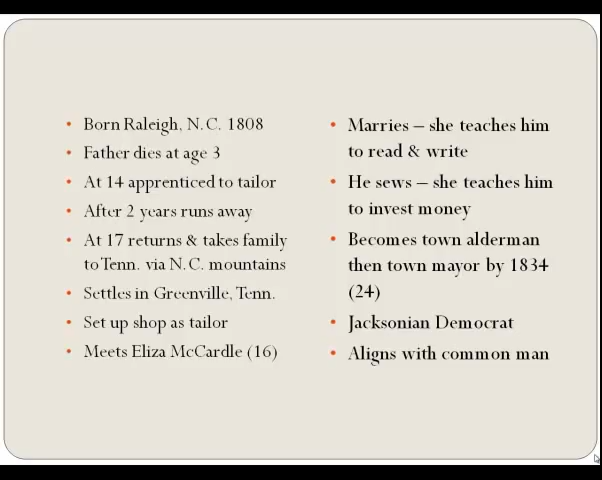 • Born Raleigh, N.C. 1808
• Father dies at age 3
• At 14 apprenticed to tailor
• After 2 years runs away
• At 17 returns & takes family
to Tenn. via N.C. mountains
• Settles in Greenville, Tenn.
• Set up shop as tailor
• Meets Eliza McCardle (16)
• Marries – she teaches him
to read & write
• He sews – she teaches him
to invest money
• Becomes town alderman
then town mayor by 1834
(24)
• Jacksonian Democrat
• Aligns with common man